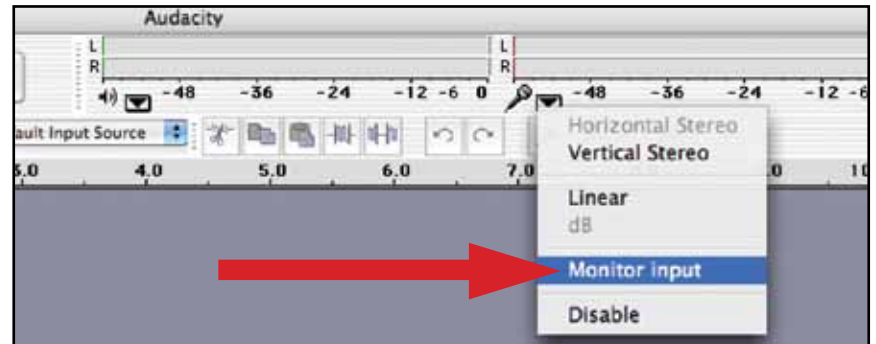 Audacity
L
R
-48 -36 -24 -12 -6 0
L
R
-48 -36 -24 -12 -6
ault Input Source
5.0 4.0 5.0 6.0 7.0 .0 10
Horizontal Stereo
Vertical Stereo
Linear
dB
Monitor input
Disable